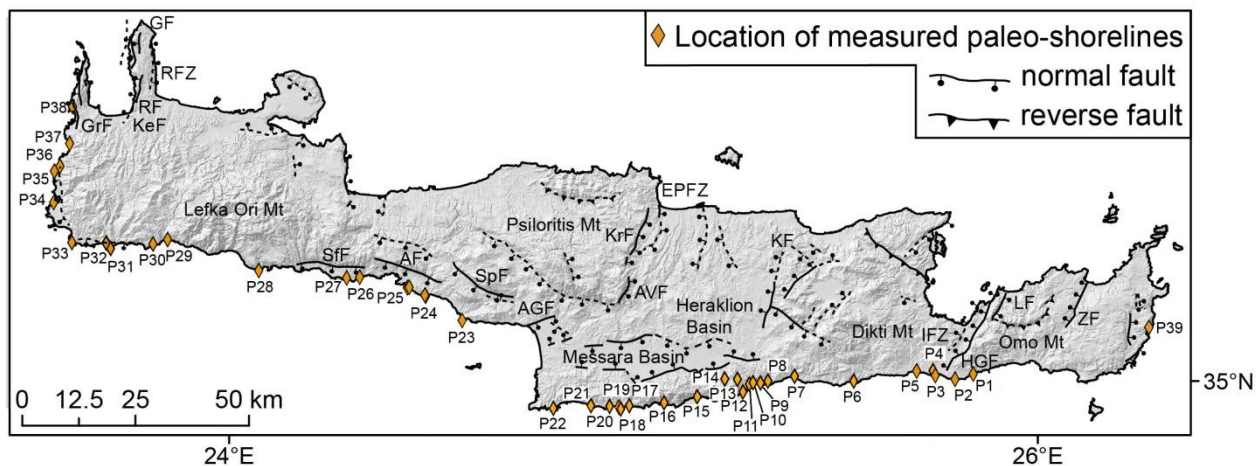 Location of measured paleo-shorelines
normal fault
reverse fault
GF
RFZ
P38
RF
GrF
KeF
P37
P36
P35
P34
Lefka Ori Mt
P33
P32
P31
P30
P29
P28
SfF
P27
P26
AF
P25
P24
SpF
P23
AGF
Psiloritis Mt
KrF
EPFZ
AVF
Heraklion
Basin
KF
Messara Basin
Dikti Mt
IFZ
LF
ZF
Omo Mt
HGF
P39
P22
P21
P20
P19
P18
P17
P16
P15
P14
P13
P12
P11
P10
P9
P8
P7
P6
P5
P4
P3
P2
P1
0 12.5 25 50 km
24°E
26°E
35°N